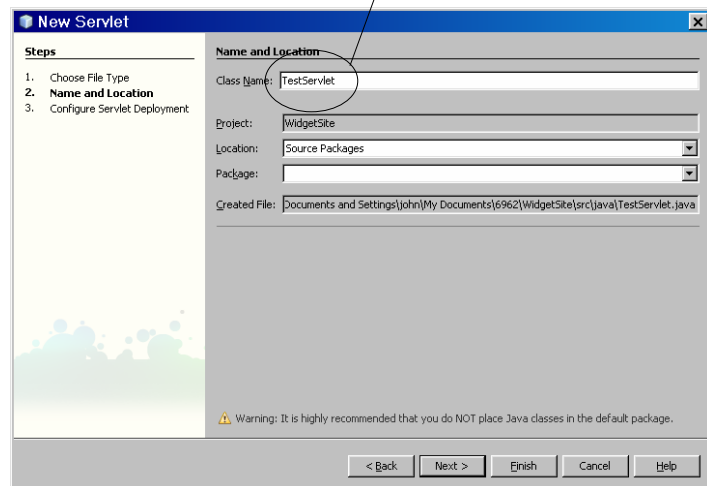 New Servlet
Steps
1. Choose File Type
2. Name and Location
3. Configure Servlet Deployment
Name and Location
Class Name: TestServlet
Project: WidgetSite
Location: Source Packages
Package:
Created File: Documents and Settings\john\My Documents\6962\WidgetSite\src\java\TestServlet.java
Warning: It is highly recommended that you do NOT place Java classes in the default package.
< Back Next > Finish Cancel Help